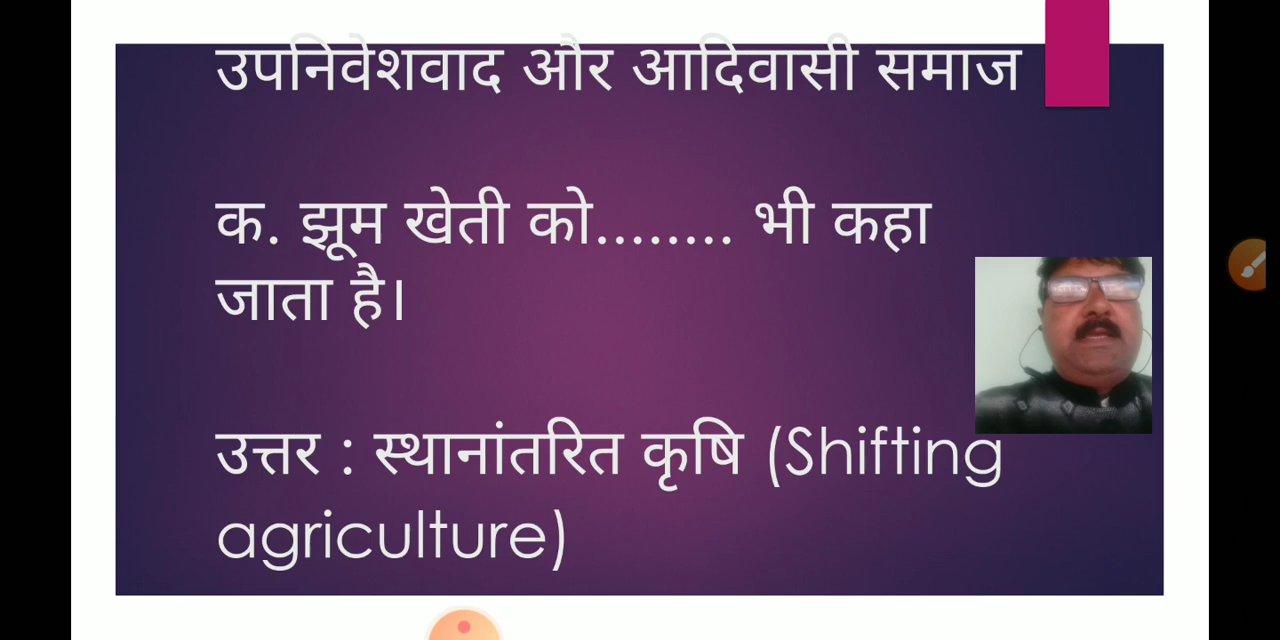 उपनिवेशवाद और आदिवासी समाज
क. झूम खेती को........ भी कहा
जाता है।
उत्तर : स्थानांतरित कृषि (Shifting
agriculture)